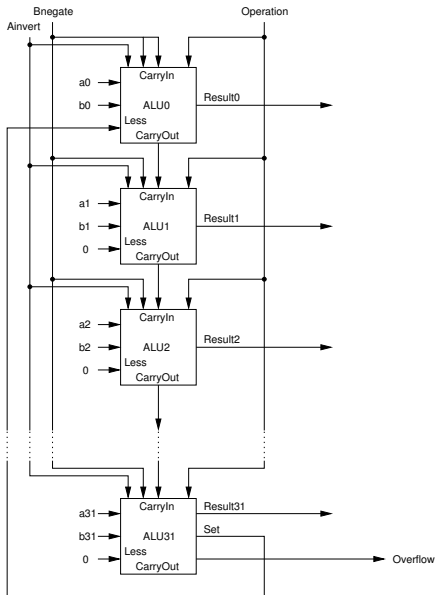 Bnegate
Operation
Ainvert
CarryIn
a0
ALU0
Result0
b0
Less
CarryOut
CarryIn
a1
ALU1
Result1
b1
Less
0
CarryOut
CarryIn
a2
ALU2
Result2
b2
Less
0
CarryOut
CarryIn
Result31
a31
ALU31
Set
b31
Less
0
CarryOut
Overflow